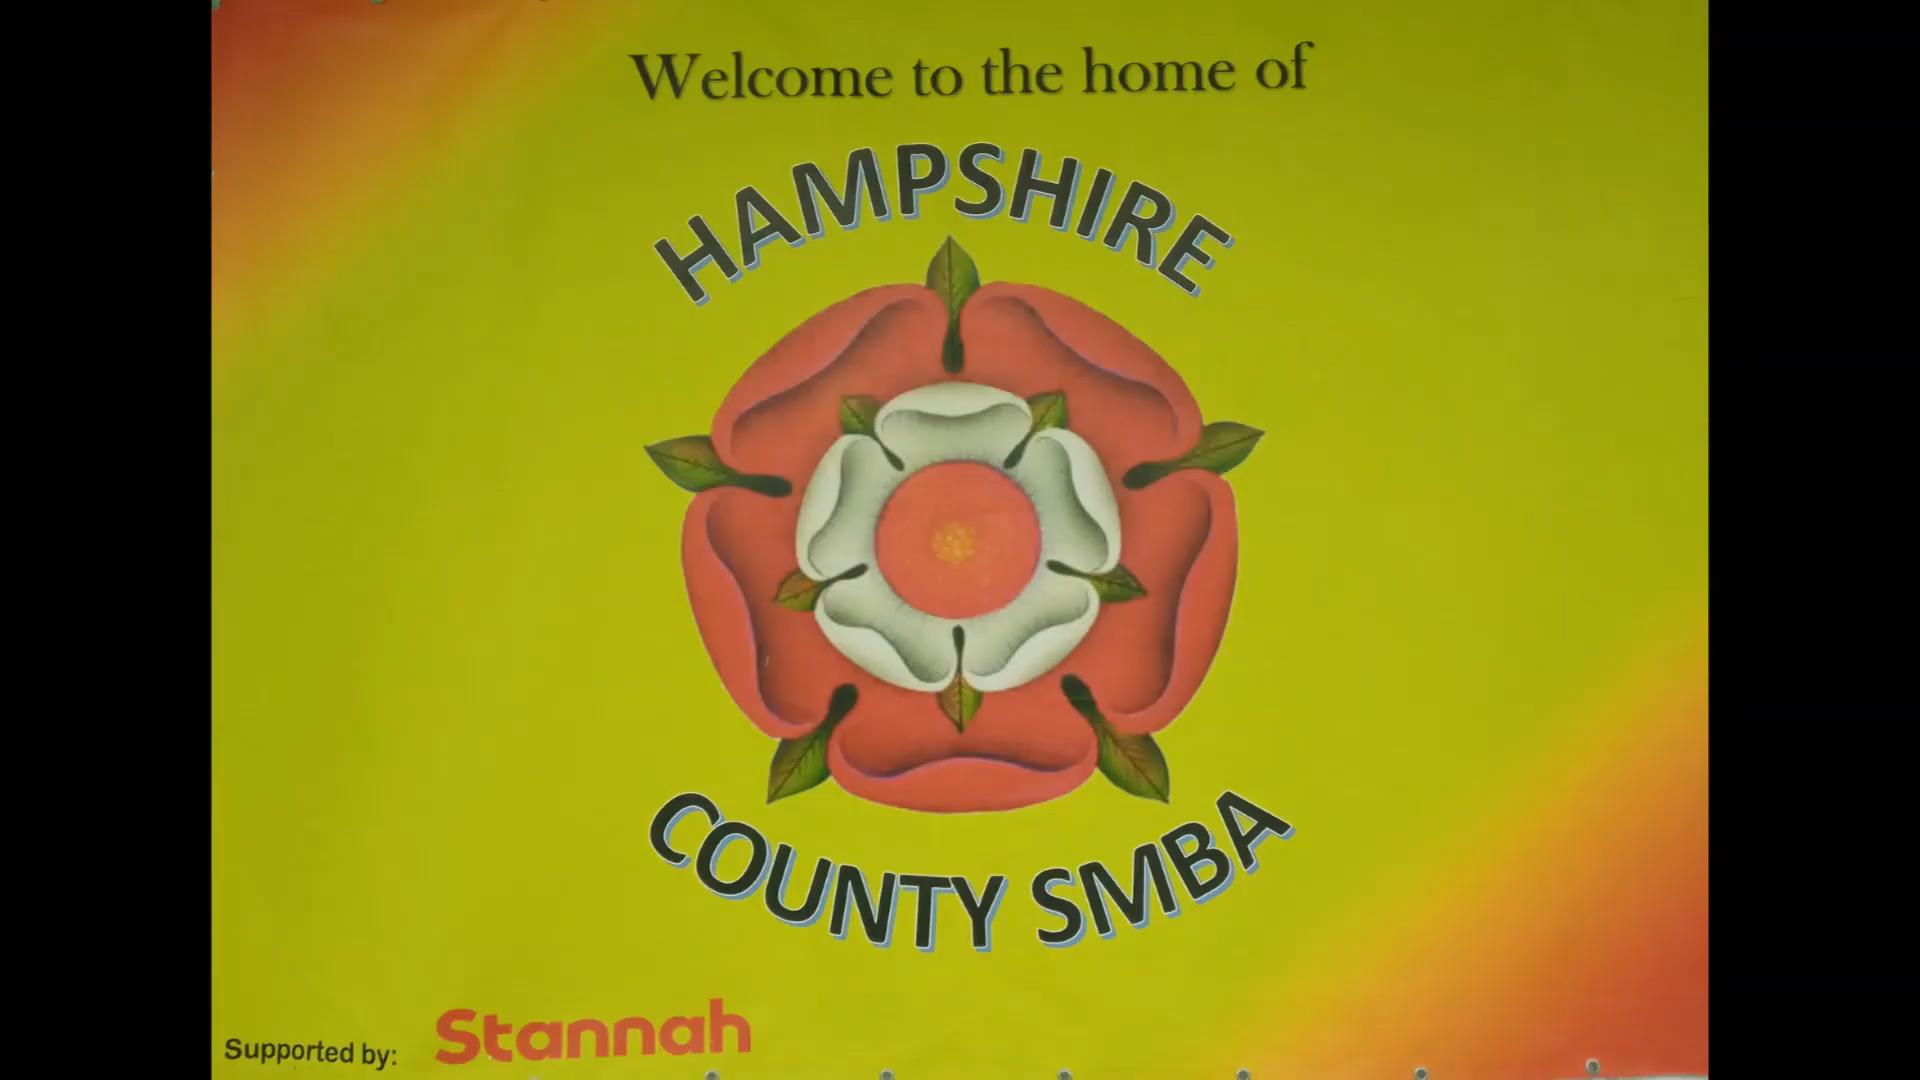 Welcome to the home of
HAMPSHIRE
COUNTY SMBA
Supported by: Stannah